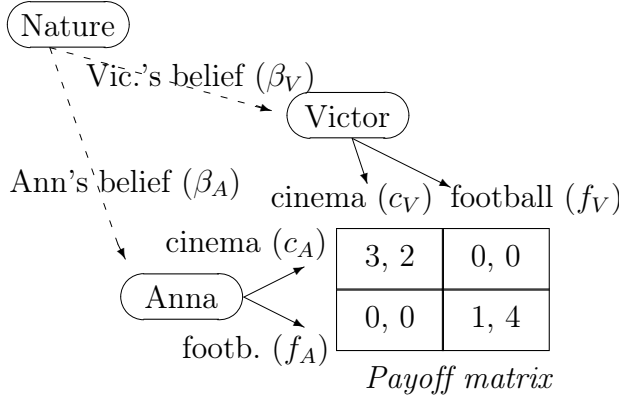 Nature
Vic.'s belief (β_V)
Victor
Ann's belief (β_A)
cinema (c_V) football (f_V)
cinema (c_A)
3, 2 0, 0
Anna
0, 0 1, 4
footb. (f_A)
Payoff matrix